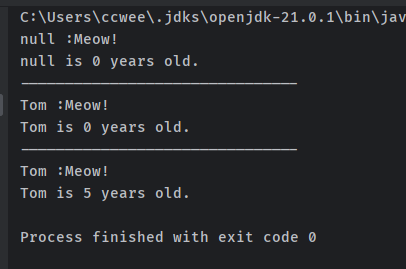 C:\Users\ccwee\.jdks\openjdk-21.0.1\bin\jav
null :Meow!
null is 0 years old.
--------------------------------
Tom :Meow!
Tom is 0 years old.
--------------------------------
Tom :Meow!
Tom is 5 years old.
Process finished with exit code 0